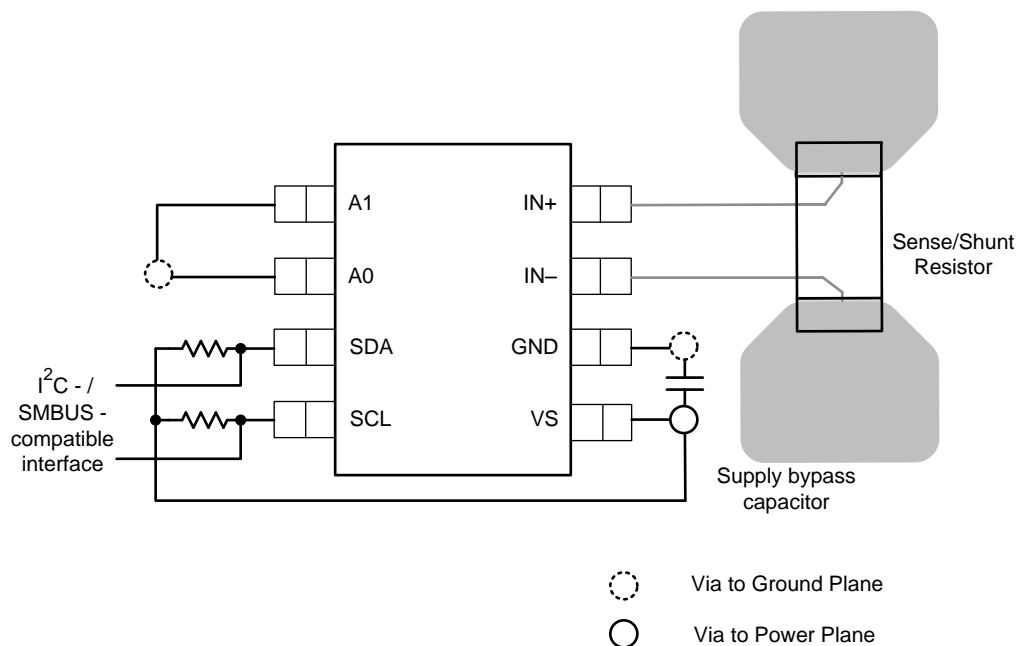 A1
A0
SDA
SCL
IN+
IN–
GND
VS
I²C - /
SMBUS -
compatible
interface
Sense/Shunt
Resistor
Supply bypass
capacitor
Via to Ground Plane
Via to Power Plane